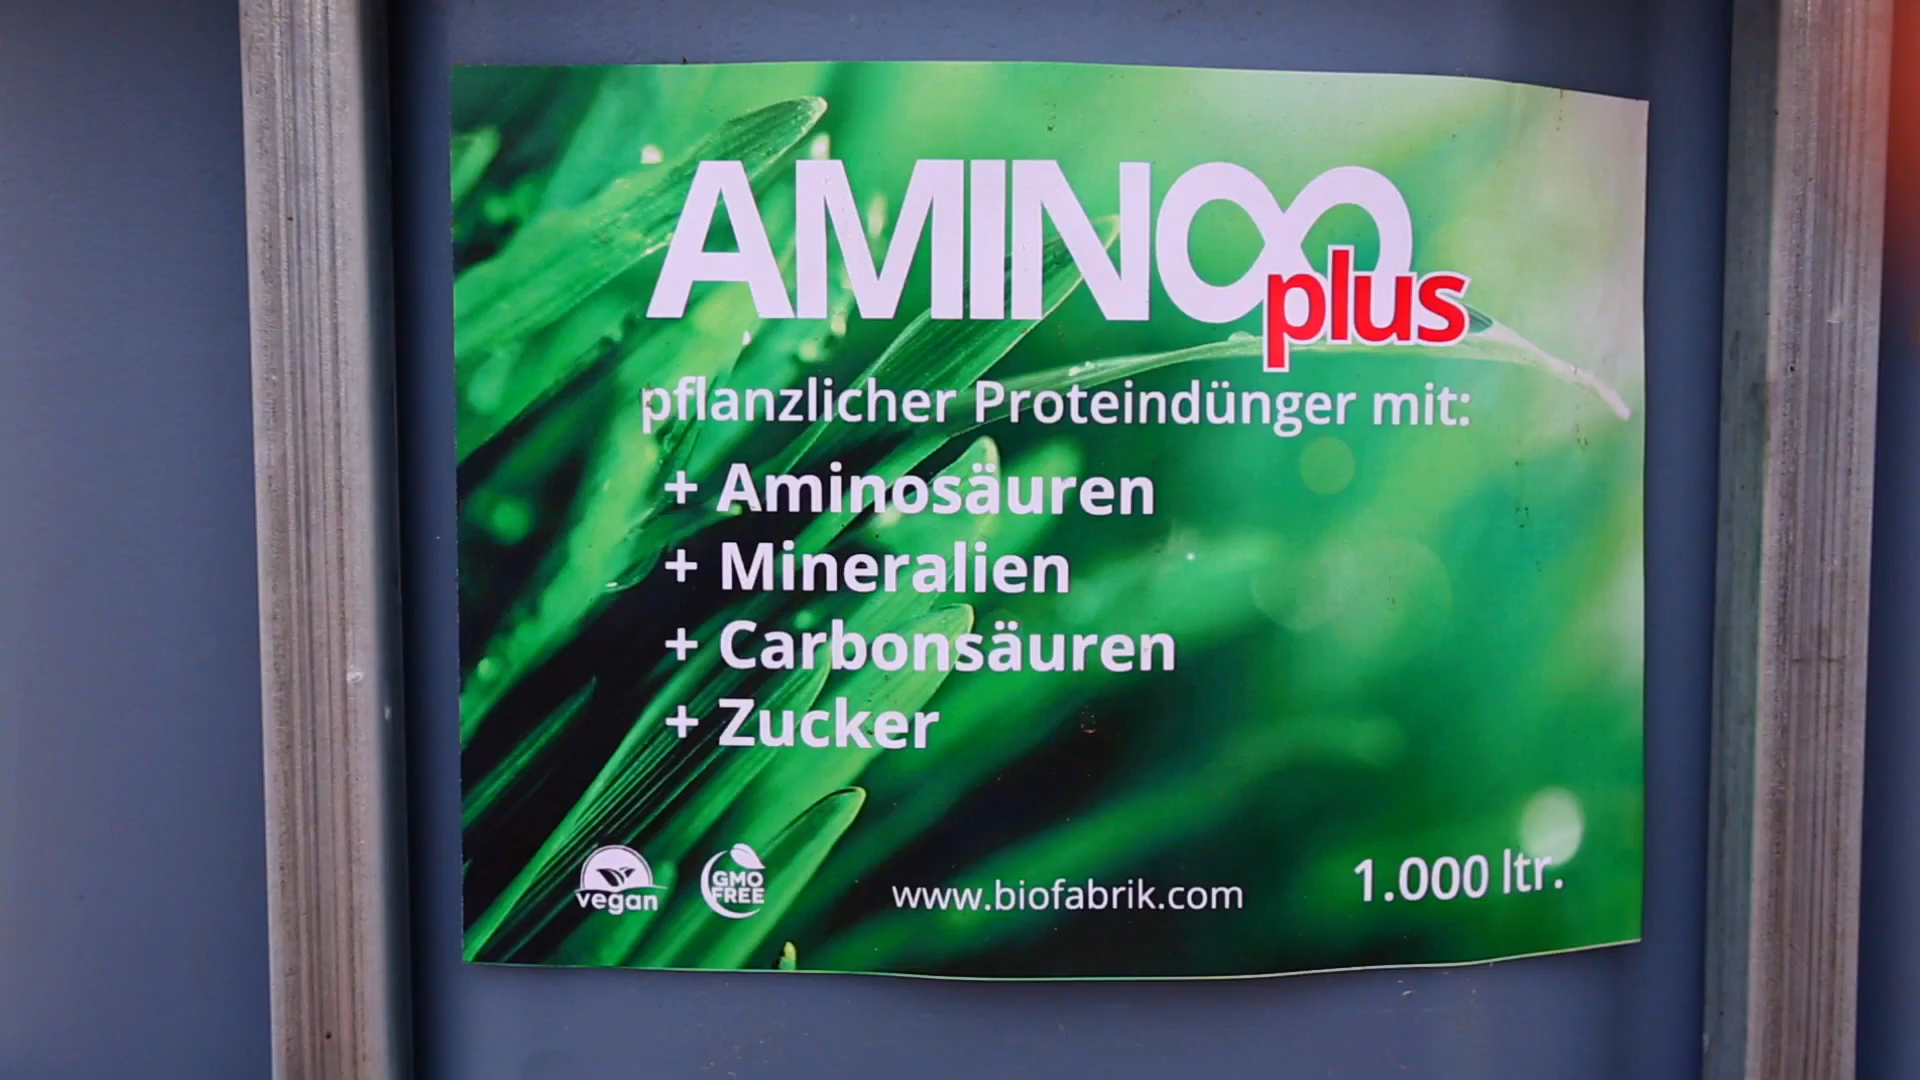 AMINO
plus
pflanzlicher Proteindünger mit:
+ Aminosäuren
+ Mineralien
+ Carbonsäuren
+ Zucker
vegan
GMO
FREE
www.biofabrik.com
1.000 ltr.